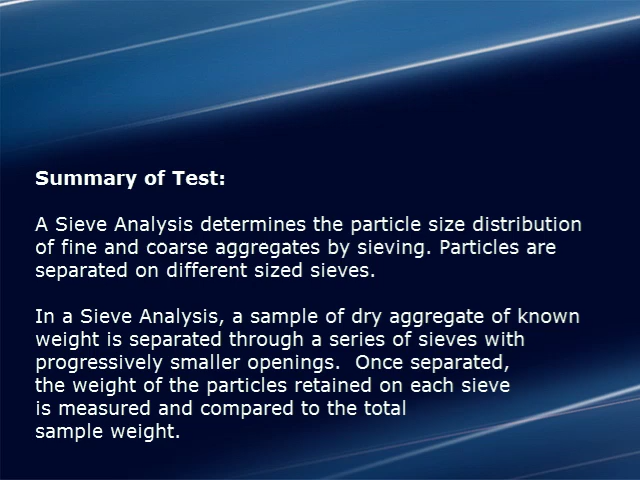 Summary of Test:
A Sieve Analysis determines the particle size distribution
of fine and coarse aggregates by sieving. Particles are
separated on different sized sieves.
In a Sieve Analysis, a sample of dry aggregate of known
weight is separated through a series of sieves with
progressively smaller openings.  Once separated,
the weight of the particles retained on each sieve
is measured and compared to the total
sample weight.